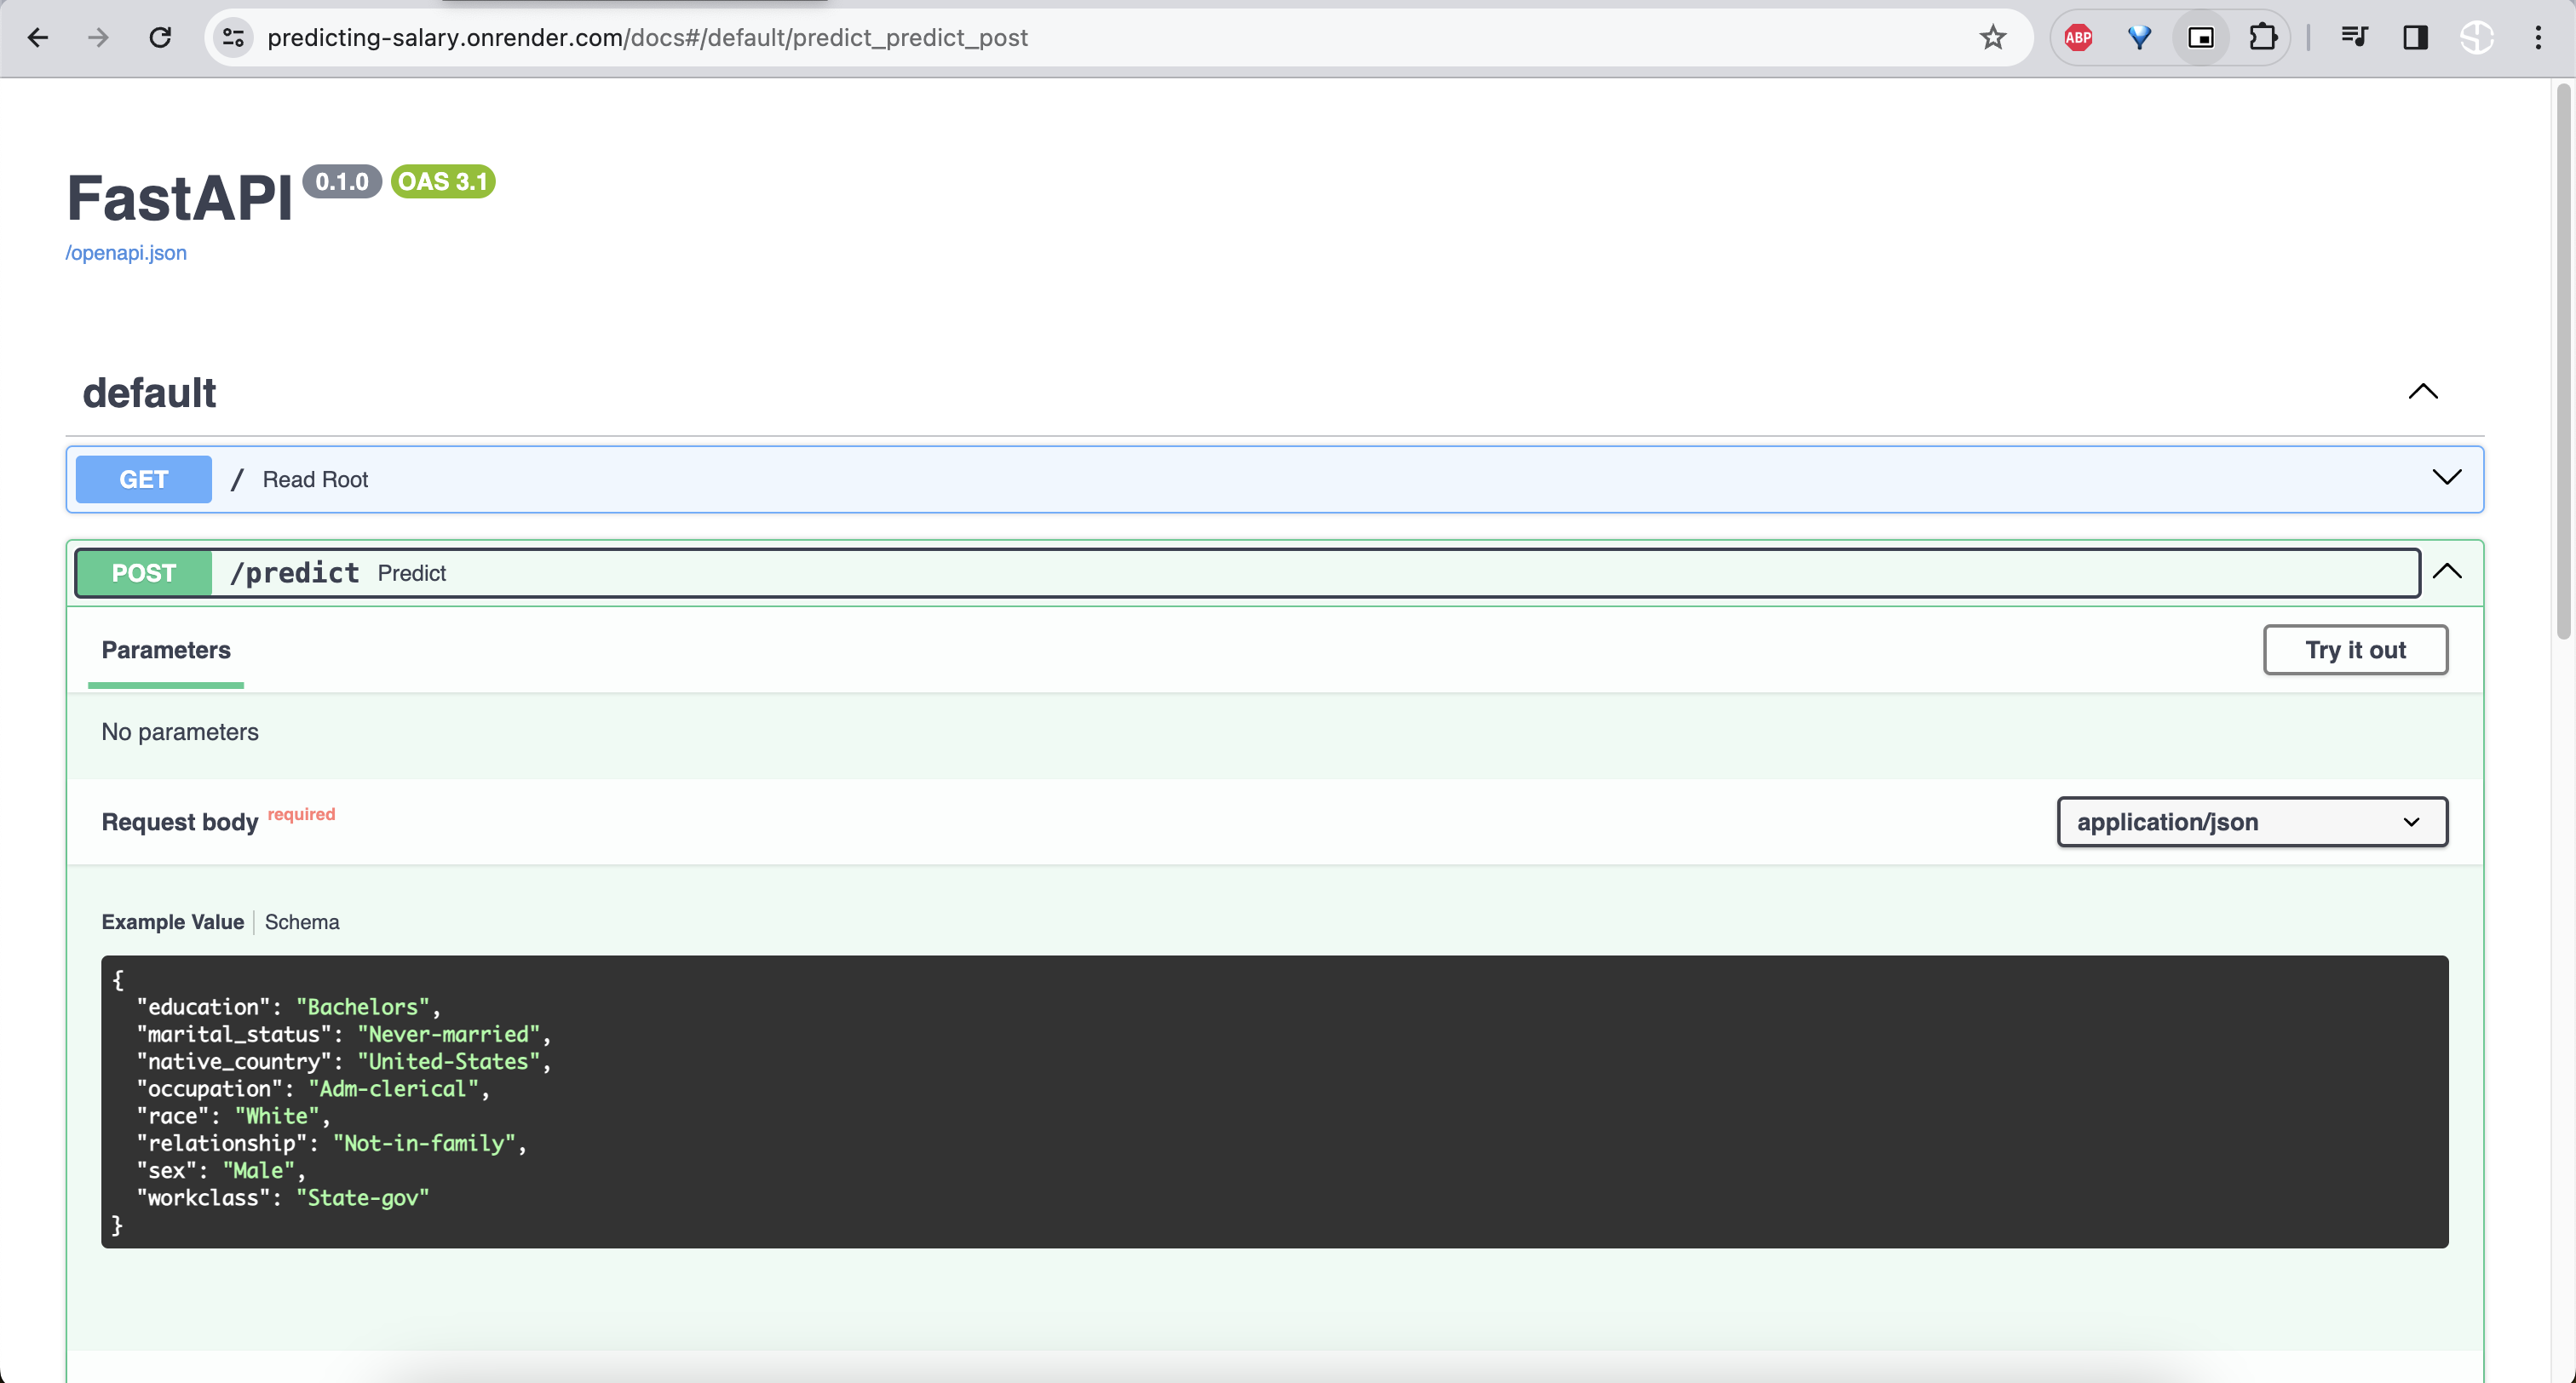 predicting-salary.onrender.com/docs#/default/predict_predict_post
ABP
FastAPI 0.1.0 OAS 3.1
/openapi.json
default
GET / Read Root
POST /predict Predict
Parameters
Try it out
No parameters
Request body required
application/json
Example Value Schema
{
  "education": "Bachelors",
  "marital_status": "Never-married",
  "native_country": "United-States",
  "occupation": "Adm-clerical",
  "race": "White",
  "relationship": "Not-in-family",
  "sex": "Male",
  "workclass": "State-gov"
}